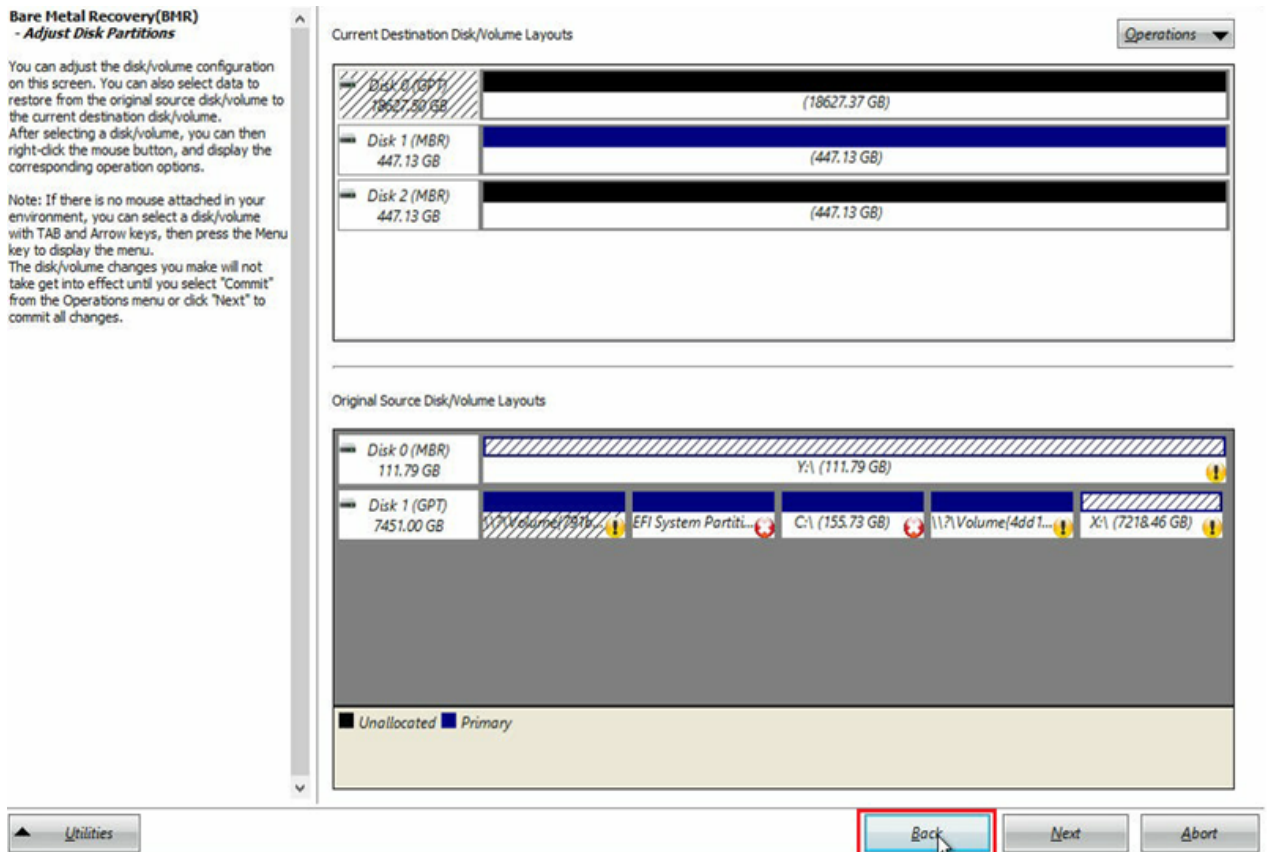 Bare Metal Recovery(BMR)
- Adjust Disk Partitions
You can adjust the disk/volume configuration
on this screen. You can also select data to
restore from the original source disk/volume to
the current destination disk/volume.
After selecting a disk/volume, you can then
right-click the mouse button, and display the
corresponding operation options.
Note: If there is no mouse attached in your
environment, you can select a disk/volume
with TAB and Arrow keys, then press the Menu
key to display the menu.
The disk/volume changes you make will not
take get into effect until you select "Commit"
from the Operations menu or click "Next" to
commit all changes.
Current Destination Disk/Volume Layouts
Operations
Disk 0 (GPT)
18627.50 GB
(18627.37 GB)
Disk 1 (MBR)
447.13 GB
(447.13 GB)
Disk 2 (MBR)
447.13 GB
(447.13 GB)
Original Source Disk/Volume Layouts
Disk 0 (MBR)
111.79 GB
Y:\ (111.79 GB)
Disk 1 (GPT)
7451.00 GB
\\?\Volume{791b...
EFI System Partiti...
C:\ (155.73 GB)
\\?\Volume{4dd1...
X:\ (7218.46 GB)
Unallocated Primary
Utilities
Back
Next
Abort